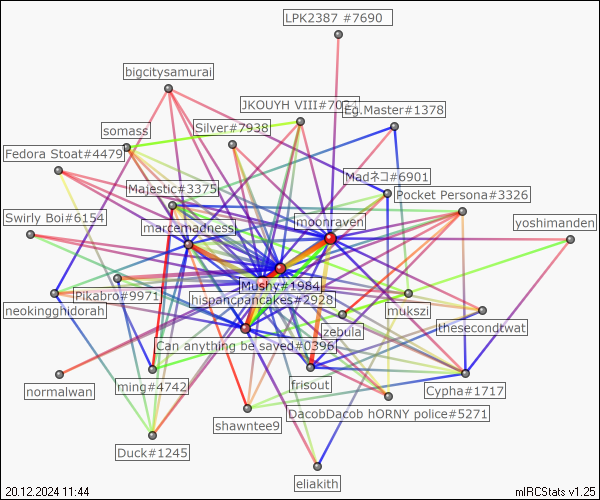 LPK2387 #7690
bigcitysamurai
JKOUYH VIII#7024
Eg.Master#1378
Silver#7938
somass
Fedora Stoat#4479
Madネコ#6901
Majestic#3375
Pocket Persona#3326
Swirly Boi#6154
marcemadness
moonraven
yoshimanden
Mushy#1984
Pikabro#9971
hispancpancakes#2928
neokingghidorah
mukszi
zebula
thesecondtwat
Can anything be saved#0396
ming#4742
frisout
normalwan
Cypha#1717
DacobDacob hORNY police#5271
shawntee9
Duck#1245
eliakith
20.12.2024 11:44
mIRCStats v1.25